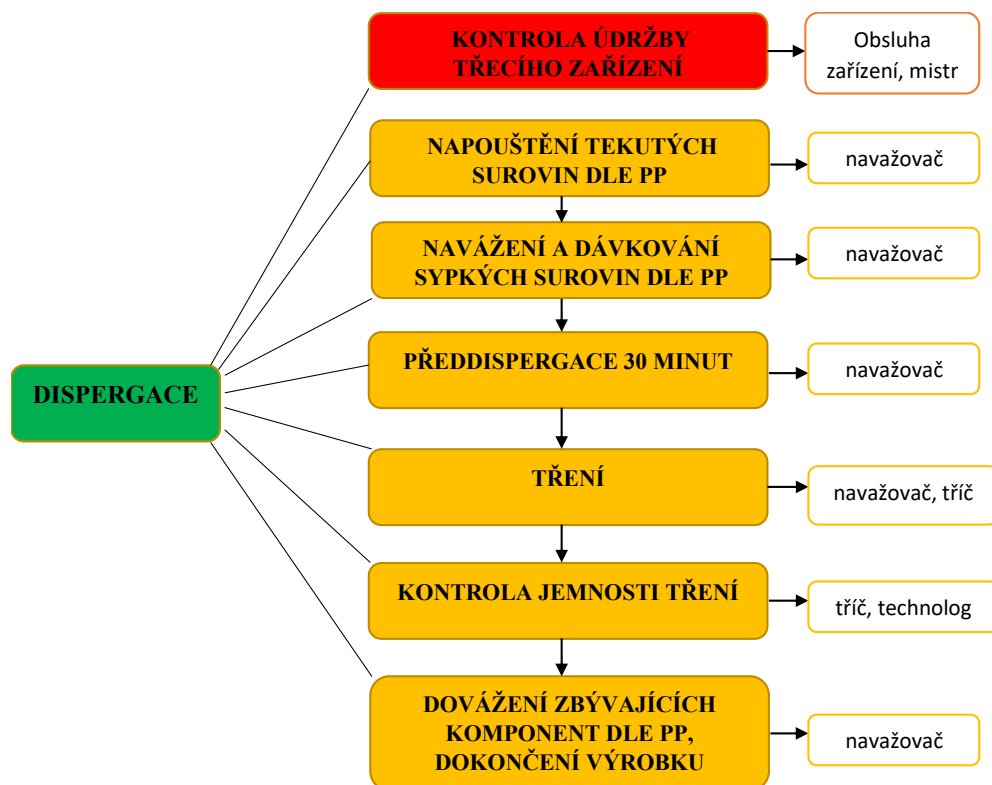 KONTROLA ÚDRŽBY
TŘECÍHO ZAŘÍZENÍ
Obsluha
zařízení, mistr
NAPOUŠTĚNÍ TEKUTÝCH
SUROVIN DLE PP
navažovač
NAVÁŽENÍ A DÁVKOVÁNÍ
SYPKÝCH SUROVIN DLE PP
navažovač
PŘEDDISPERGACE 30 MINUT
navažovač
DISPERGACE
TŘENÍ
navažovač, tříč
KONTROLA JEMNOSTI TŘENÍ
tříč, technolog
DOVÁŽENÍ ZBÝVAJÍCÍCH
KOMPONENT DLE PP,
DOKONČENÍ VÝROBKU
navažovač